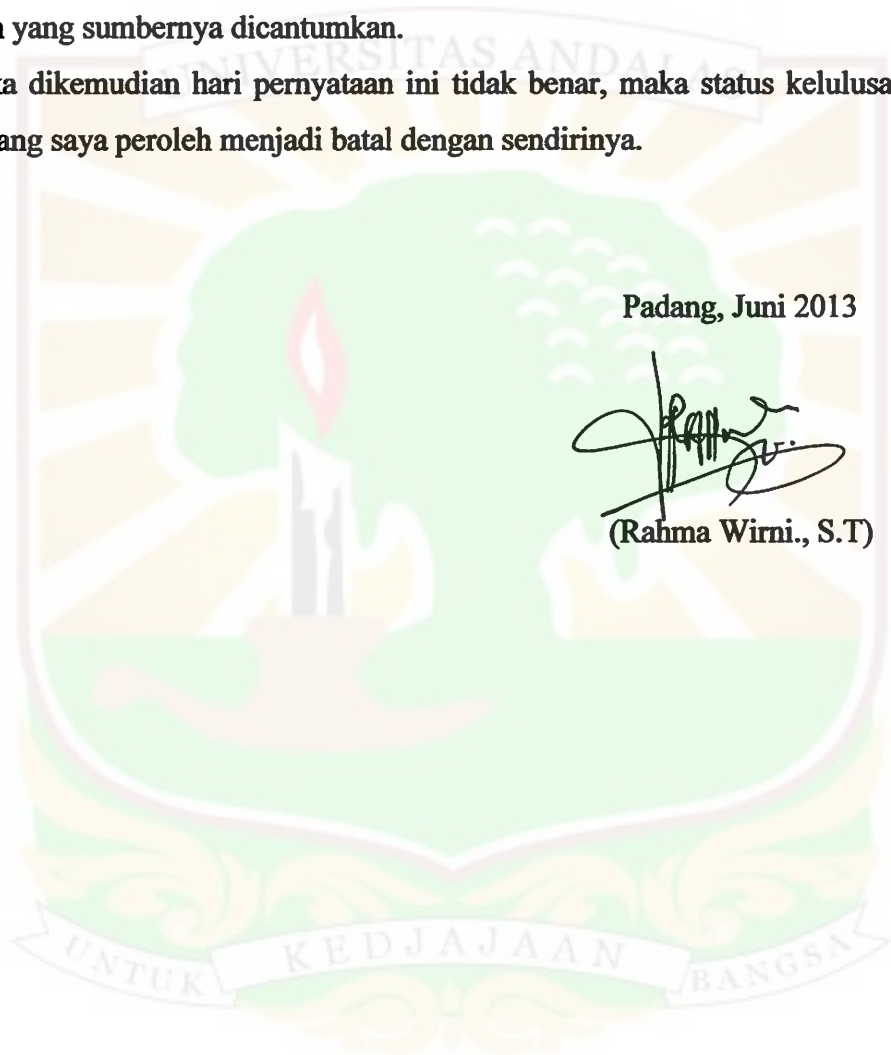 yang sumbernya dicantumkan.
dikemudian hari pernyataan ini tidak benar, maka status kelulusa
ang saya peroleh menjadi batal dengan sendirinya.
UNIVERSITAS ANDALAS
Padang, Juni 2013
(Rahma Wirni., S.T)
UNTUK KEDJAJAAN BANGSA